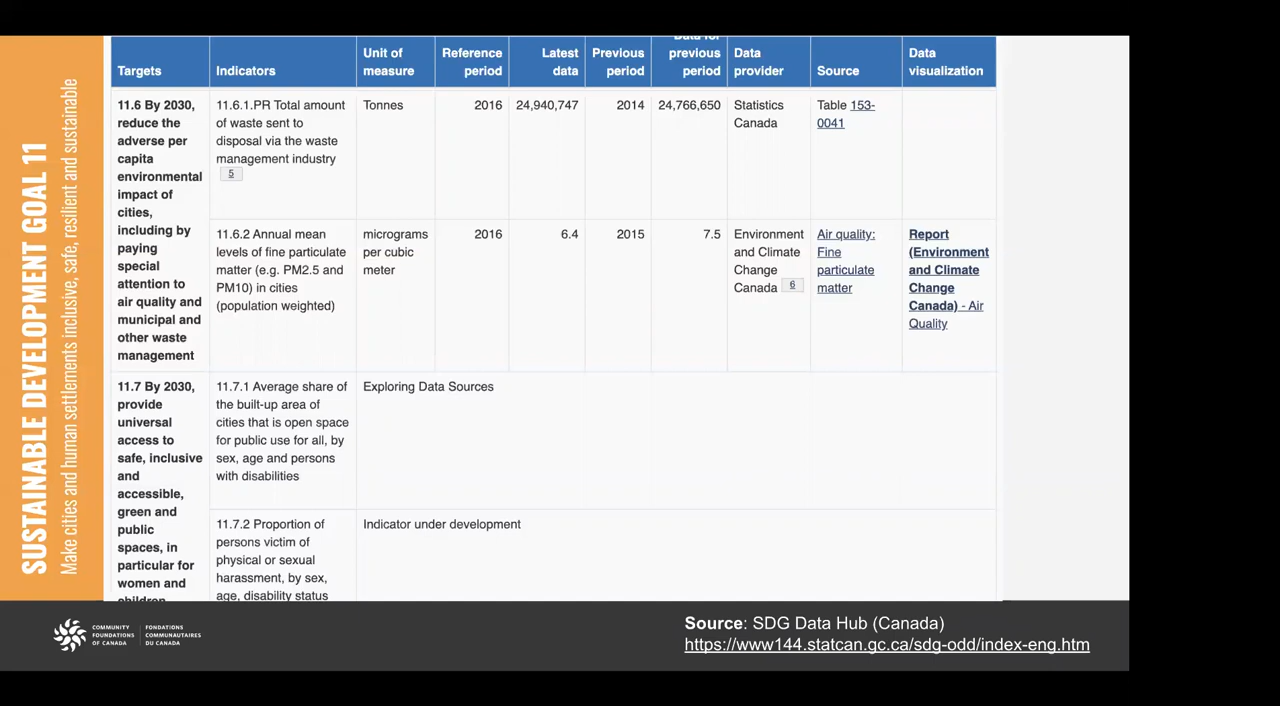 SUSTAINABLE DEVELOPMENT GOAL 11
Make cities and human settlements inclusive, safe, resilient and sustainable
Targets
Indicators
Unit of
measure
Reference
period
Latest
data
Previous
period
Data for
previous
period
Data
provider
Source
Data
visualization
11.6 By 2030,
reduce the
adverse per
capita
environmental
impact of
cities,
including by
paying
special
attention to
air quality and
municipal and
other waste
management
11.6.1.PR Total amount
of waste sent to
disposal via the waste
management industry
5
Tonnes
2016
24,940,747
2014
24,766,650
Statistics
Canada
Table 153-
0041
11.6.2 Annual mean
levels of fine particulate
matter (e.g. PM2.5 and
PM10) in cities
(population weighted)
micrograms
per cubic
meter
2016
6.4
2015
7.5
Environment
and Climate
Change
Canada 6
Air quality:
Fine
particulate
matter
Report
(Environment
and Climate
Change
Canada) - Air
Quality
11.7 By 2030,
provide
universal
access to
safe, inclusive
and
accessible,
green and
public
spaces, in
particular for
women and
children
11.7.1 Average share of
the built-up area of
cities that is open space
for public use for all, by
sex, age and persons
with disabilities
Exploring Data Sources
11.7.2 Proportion of
persons victim of
physical or sexual
harassment, by sex,
age, disability status
Indicator under development
COMMUNITY
FOUNDATIONS
OF CANADA
FONDATIONS
COMMUNAUTAIRES
DU CANADA
Source: SDG Data Hub (Canada)
https://www144.statcan.gc.ca/sdg-odd/index-eng.htm